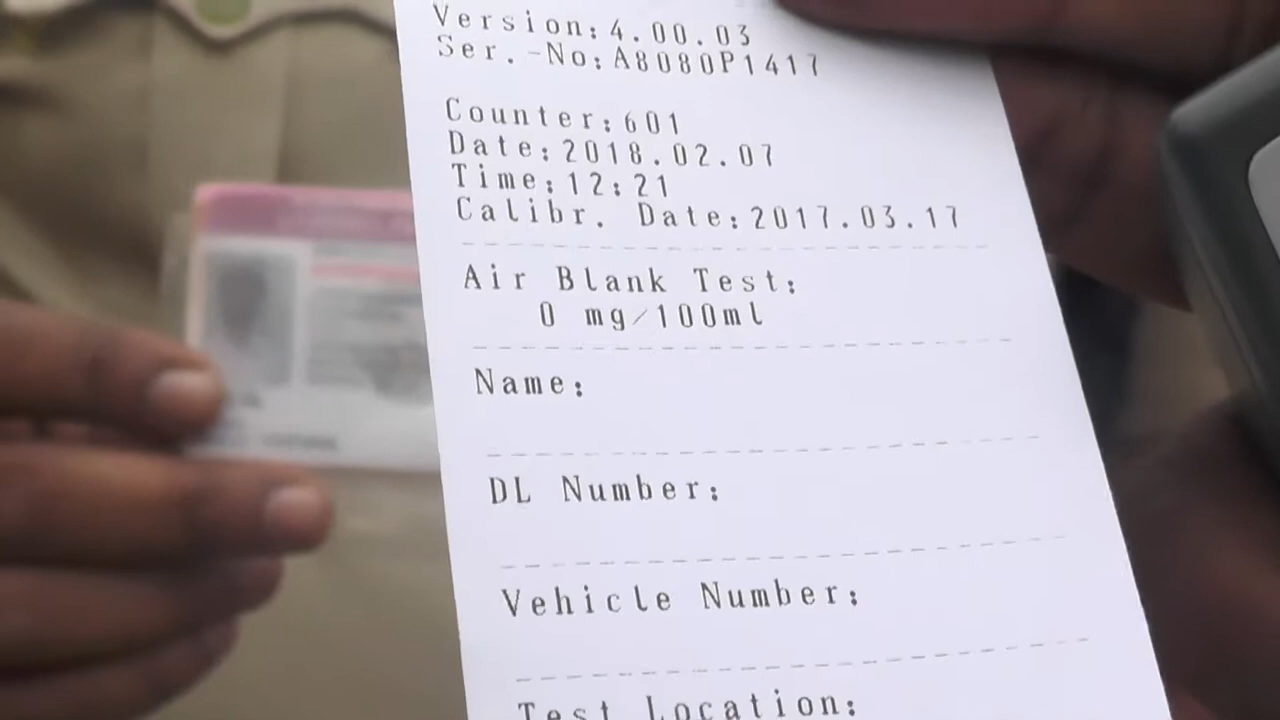 Version:4.00.03
Ser.-No:A8080P1417
Counter:601
Date:2018.02.07
Time:12:21
Calibr. Date:2017.03.17
Air Blank Test:
0 mg/100ml
Name:
DL Number:
Vehicle Number:
Test Location: